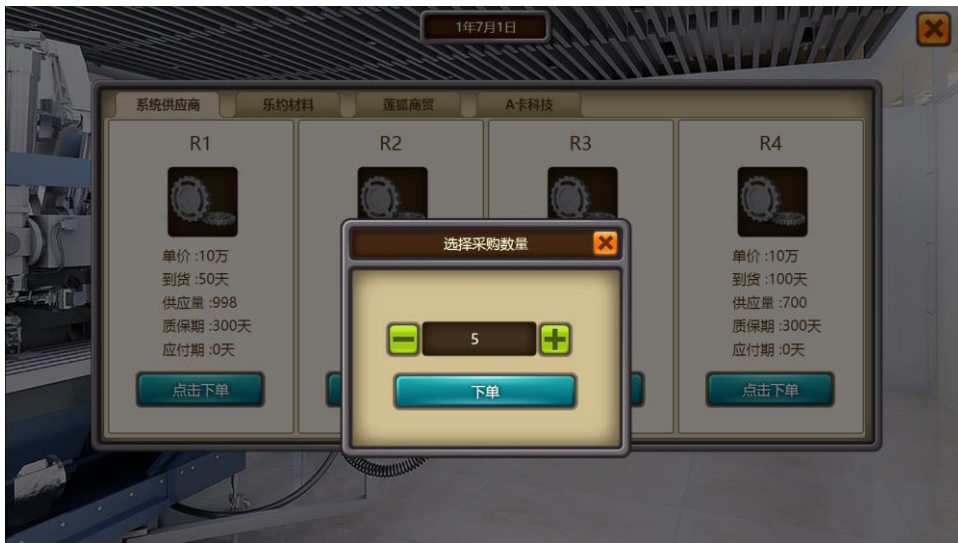 1年7月1日
系统供应商
乐约材料
莲狐商贸
A卡科技
R1
R2
R3
R4
单价 :10万
到货 :50天
供应量 :998
质保期 :300天
应付期 :0天
点击下单
单价 :10万
到货 :100天
供应量 :700
质保期 :300天
应付期 :0天
点击下单
选择采购数量
5
下单